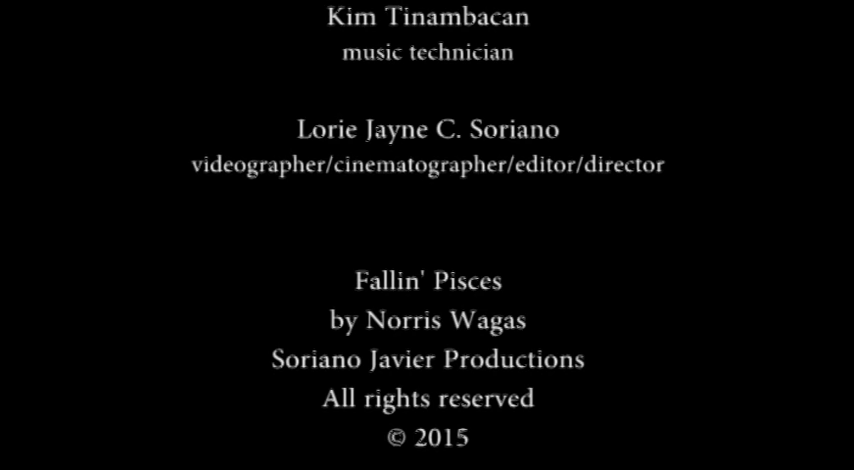 Kim Tinambacan
music technician
Lorie Jayne C. Soriano
videographer/cinematographer/editor/director
Fallin' Pisces
by Norris Wagas
Soriano Javier Productions
All rights reserved
© 2015